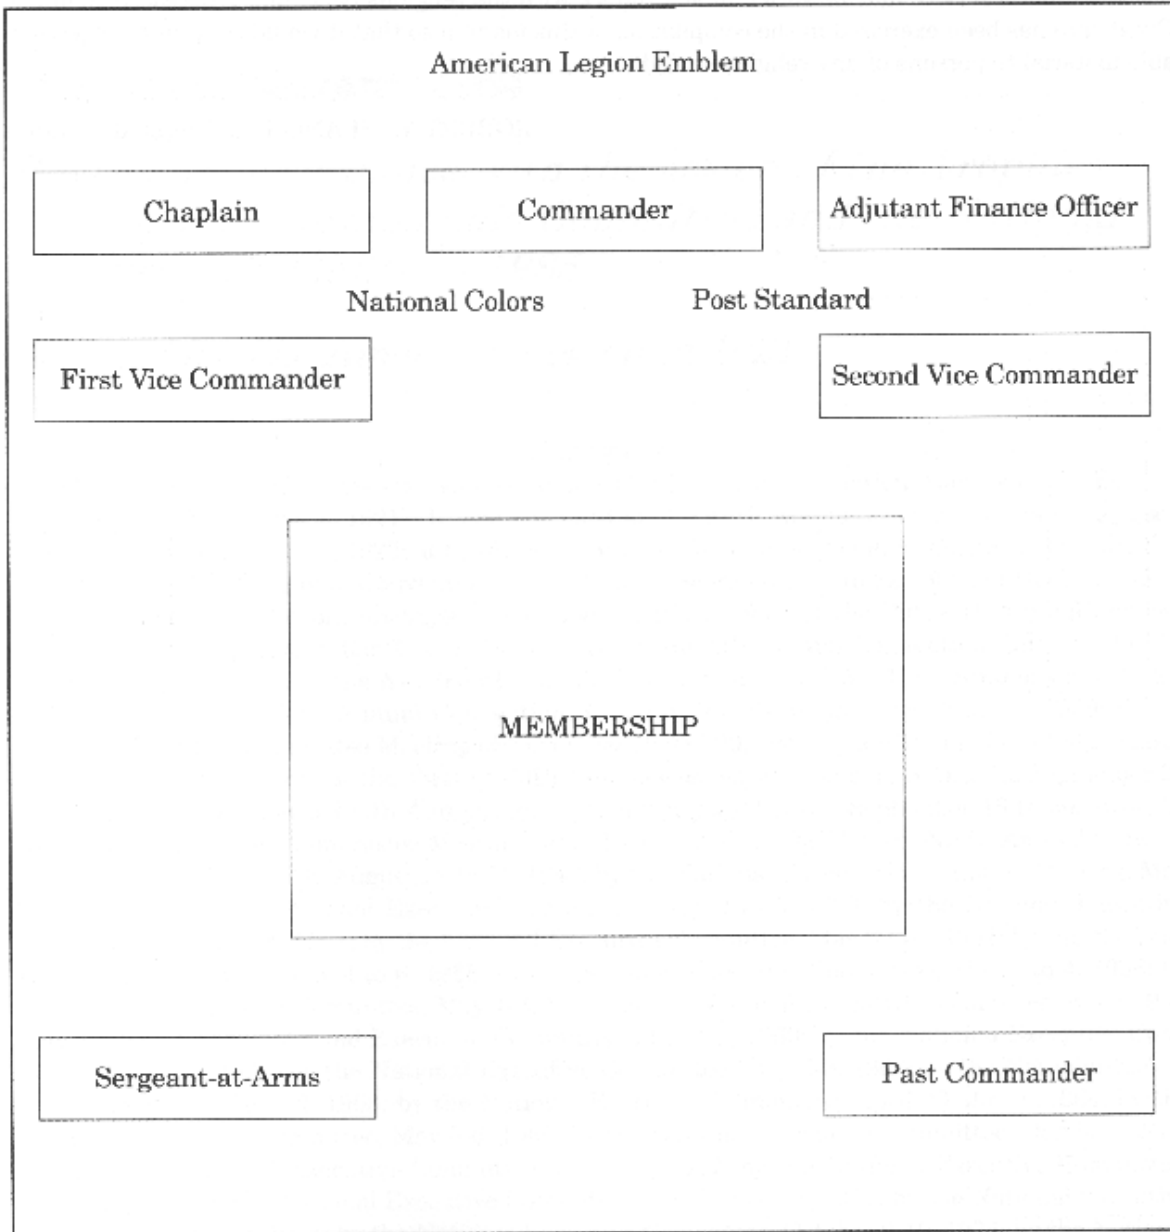 American Legion Emblem
Chaplain
Commander
Adjutant Finance Officer
National Colors
Post Standard
First Vice Commander
Second Vice Commander
MEMBERSHIP
Sergeant-at-Arms
Past Commander